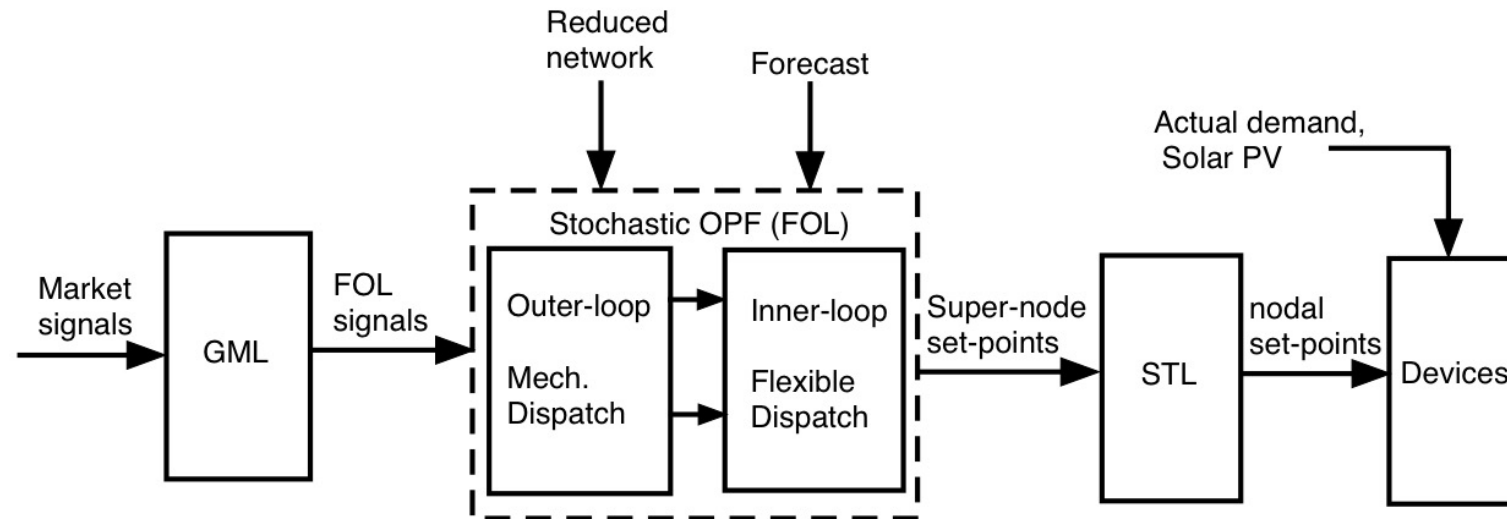 Reduced
network
Forecast
Actual demand,
Solar PV
Stochastic OPF (FOL)
Market
signals
GML
FOL
signals
Outer-loop
Mech.
Dispatch
Inner-loop
Flexible
Dispatch
Super-node
set-points
STL
nodal
set-points
Devices